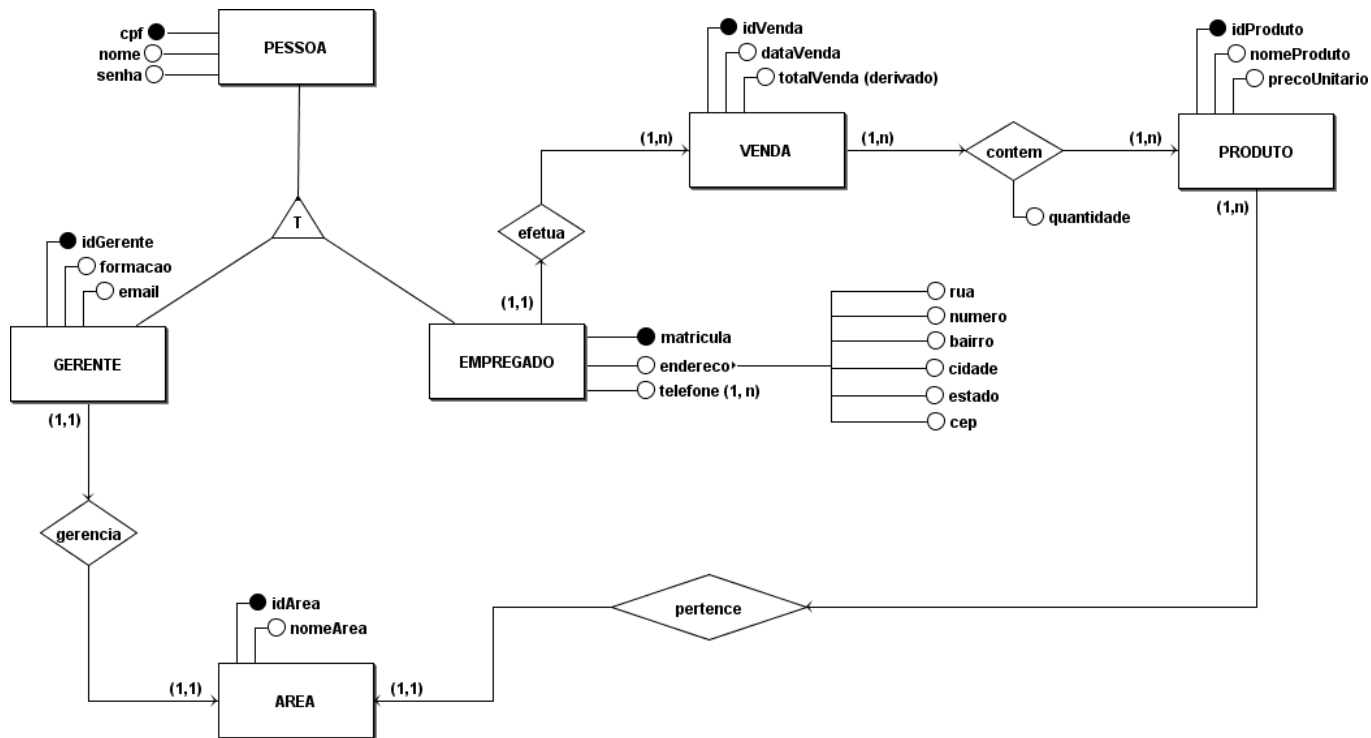 cpf
nome
senha
PESSOA
idVenda
dataVenda
totalVenda (derivado)
idProduto
nomeProduto
precoUnitario
(1,n)
VENDA
(1,n)
contem
(1,n)
PRODUTO
quantidade
(1,n)
efetua
T
idGerente
formacao
email
(1,1)
GERENTE
EMPREGADO
matricula
endereco
telefone (1, n)
rua
numero
bairro
cidade
estado
cep
(1,1)
gerencia
idArea
nomeArea
pertence
(1,1)
AREA
(1,1)